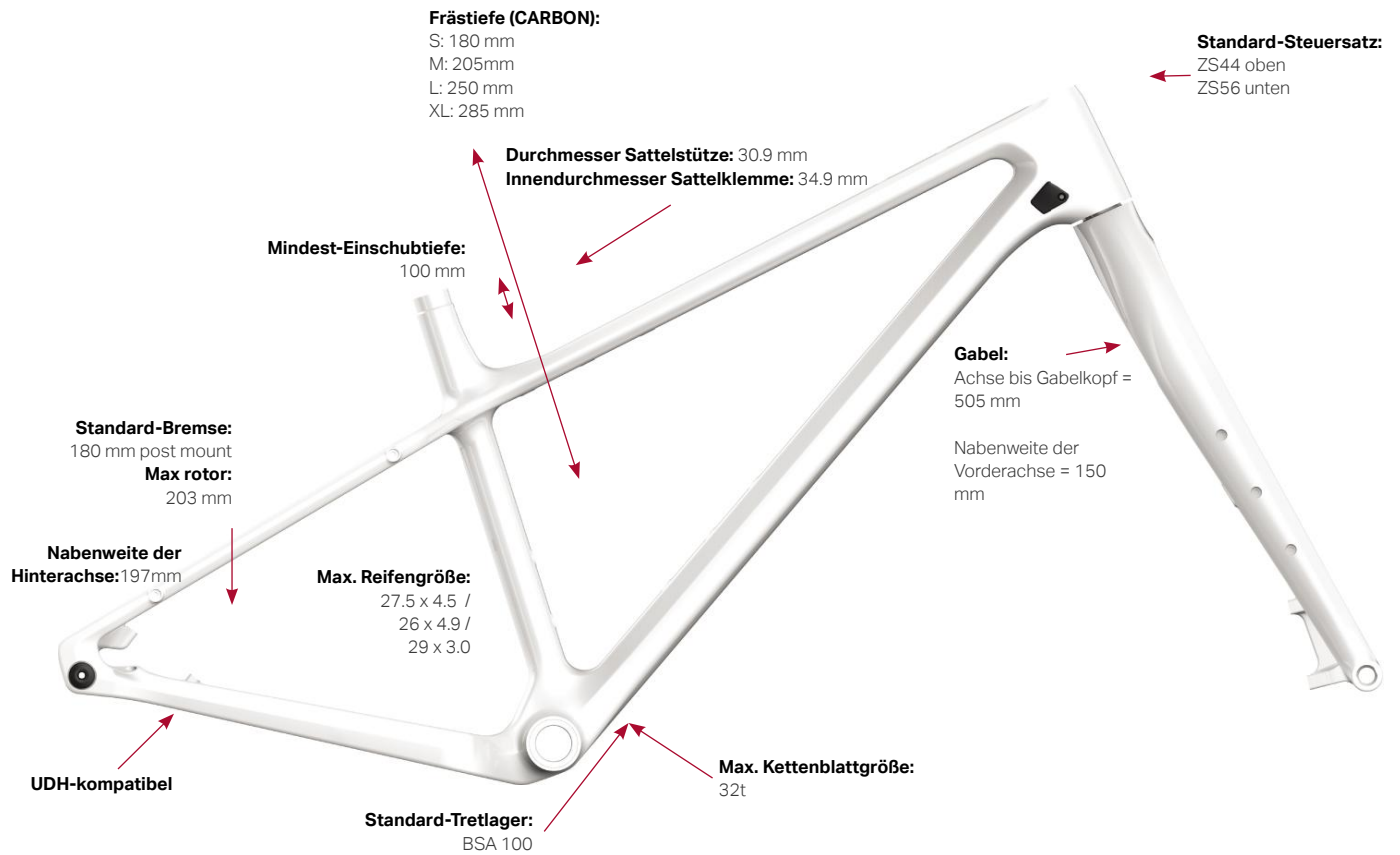 Frästiefe (CARBON):
S: 180 mm
M: 205mm
L: 250 mm
XL: 285 mm
Standard-Steuersatz:
ZS44 oben
ZS56 unten
Durchmesser Sattelstütze: 30.9 mm
Innendurchmesser Sattelklemme: 34.9 mm
Mindest-Einschubtiefe:
100 mm
Gabel:
Achse bis Gabelkopf =
505 mm
Nabenweite der
Vorderachse = 150
mm
Standard-Bremse:
180 mm post mount
Max rotor:
203 mm
Nabenweite der
Hinterachse:197mm
Max. Reifengröße:
27.5 x 4.5 /
26 x 4.9 /
29 x 3.0
UDH-kompatibel
Max. Kettenblattgröße:
32t
Standard-Tretlager:
BSA 100